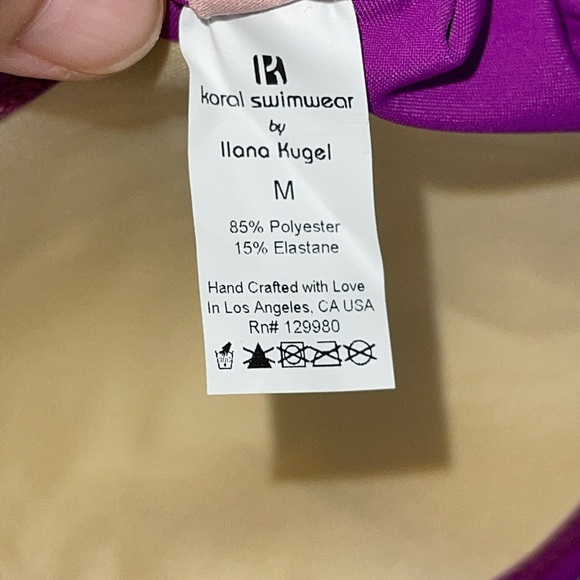 koral swimwear
by
Ilana Kugel
M
85% Polyester
15% Elastane
Hand Crafted with Love
In Los Angeles, CA USA
Rn# 129980